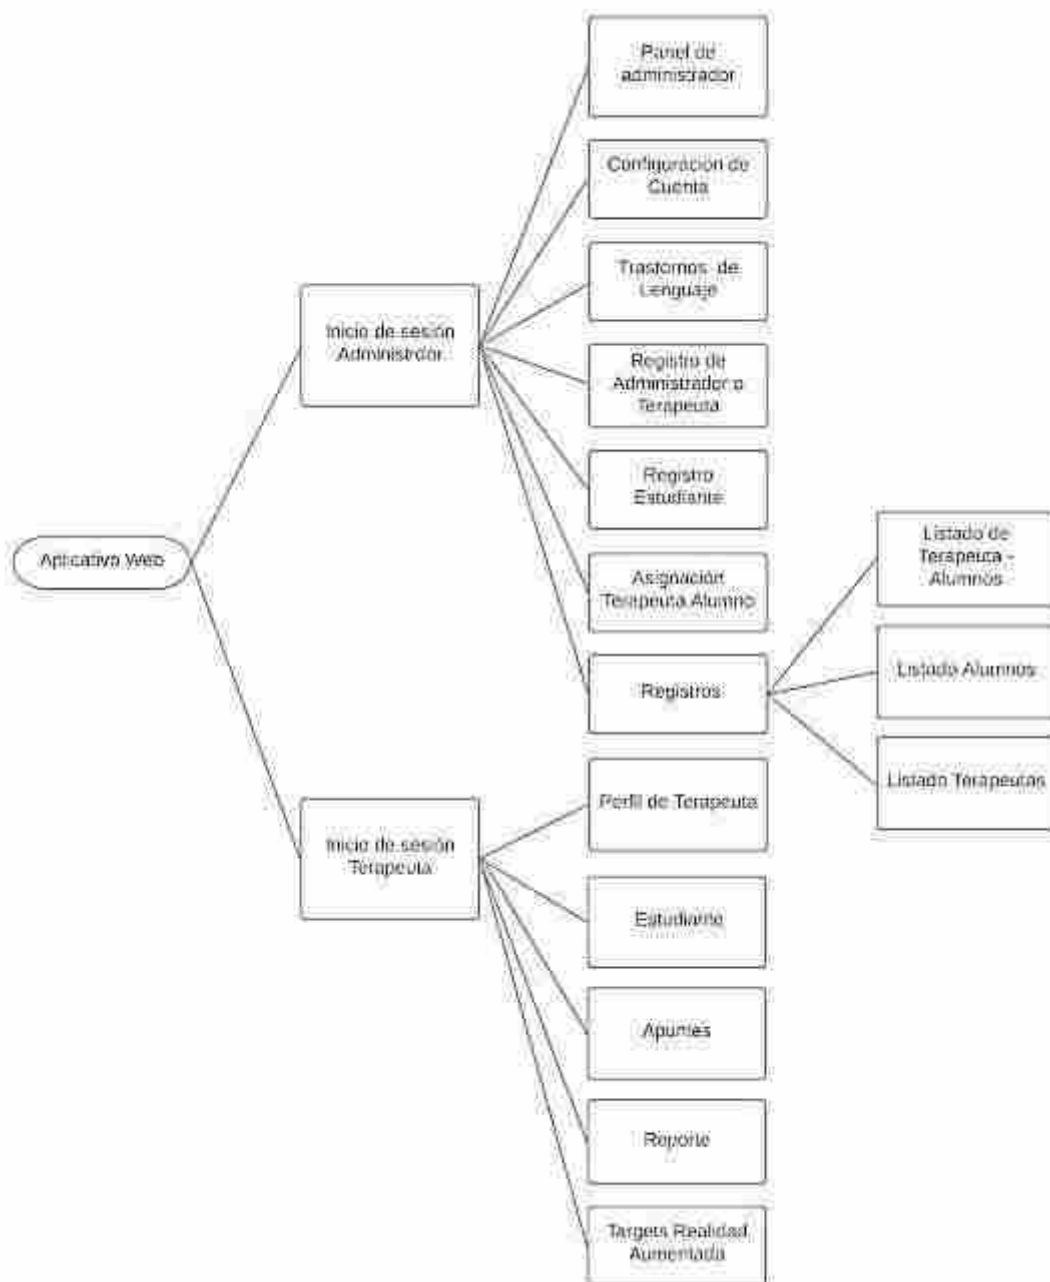 Panel de
administrador
Configuración de
Cuenta
Trastornos de
Lenguaje
Inicio de sesión
Administrdor
Registro de
Administrador o
Terapeuta
Registro
Estudiante
Aplicativo Web
Asignación
Terapeuta Alumno
Registros
Listado de
Terapeuta -
Alumnos
Listado Alumnos
Listado Terapeutas
Inicio de sesión
Terapeuta
Perfil de Terapeuta
Estudiante
Apuntes
Reporte
Targets Realidad
Aumentada